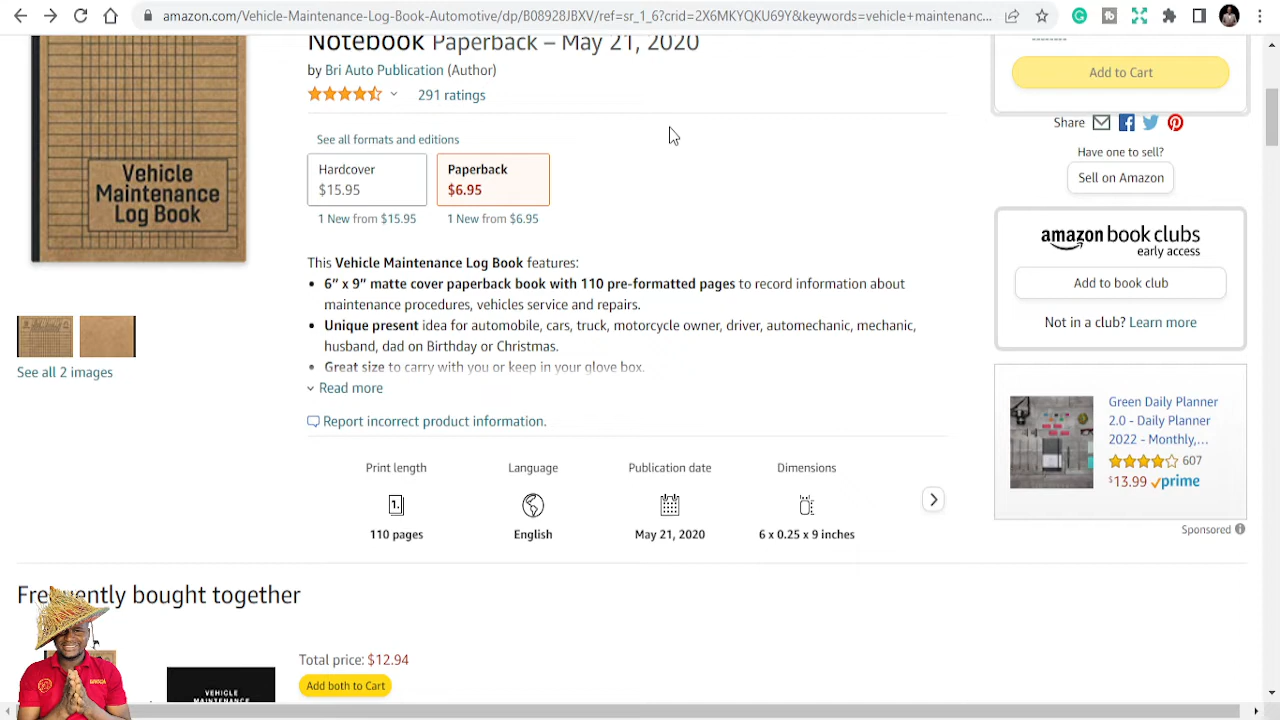 amazon.com/Vehicle-Maintenance-Log-Book-Automotive/dp/B08928JBXV/ref=sr_1_6?crid=2X6MKYOKU69Y&keywords=vehicle+maintenanc...
Notebook Paperback – May 21, 2020
by Bri Auto Publication (Author)
291 ratings
See all formats and editions
Hardcover
$15.95
Paperback
$6.95
1 New from $15.95
1 New from $6.95
This Vehicle Maintenance Log Book features:
• 6” x 9” matte cover paperback book with 110 pre-formatted pages to record information about
maintenance procedures, vehicles service and repairs.
• Unique present idea for automobile, cars, truck, motorcycle owner, driver, automechanic, mechanic,
husband, dad on Birthday or Christmas.
• Great size to carry with you or keep in your glove box.
Read more
Report incorrect product information.
Print length
110 pages
Language
English
Publication date
May 21, 2020
Dimensions
6 x 0.25 x 9 inches
Vehicle
Maintenance
Log Book
See all 2 images
Add to Cart
Share
Have one to sell?
Sell on Amazon
amazon book clubs
early access
Add to book club
Not in a club? Learn more
Green Daily Planner
2.0 - Daily Planner
2022 - Monthly,...
607
$13.99 prime
Sponsored
Frequently bought together
Total price: $12.94
Add both to Cart
VEHICLE
MAINTENANCE